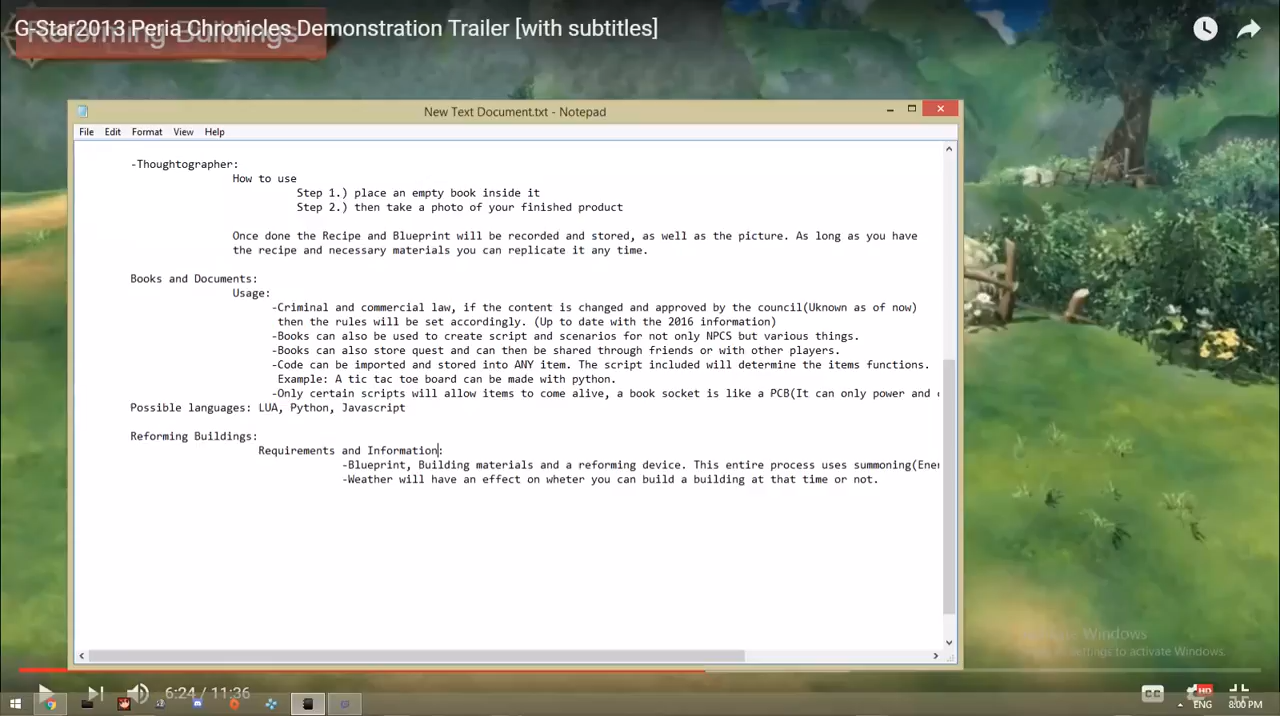 G-Star2013 Peria Chronicles Demonstration Trailer [with subtitles]
Reforming Buildings
New Text Document.txt - Notepad
File Edit Format View Help
-Thoughtographer:
How to use
Step 1.) place an empty book inside it
Step 2.) then take a photo of your finished product
Once done the Recipe and Blueprint will be recorded and stored, as well as the picture. As long as you have
the recipe and necessary materials you can replicate it any time.
Books and Documents:
Usage:
-Criminal and commercial law, if the content is changed and approved by the council(Uknown as of now)
then the rules will be set accordingly. (Up to date with the 2016 information)
-Books can also be used to create script and scenarios for not only NPCS but various things.
-Books can also store quest and can then be shared through friends or with other players.
-Code can be imported and stored into ANY item. The script included will determine the items functions.
Example: A tic tac toe board can be made with python.
-Only certain scripts will allow items to come alive, a book socket is like a PCB(It can only power and
Possible languages: LUA, Python, Javascript
Reforming Buildings:
Requirements and Information:
-Blueprint, Building materials and a reforming device. This entire process uses summoning(Ener
-Weather will have an effect on wheter you can build a building at that time or not.
Windows
settings to activate Windows.
6:24 / 11:36
CC HD
ENG 8:00 PM